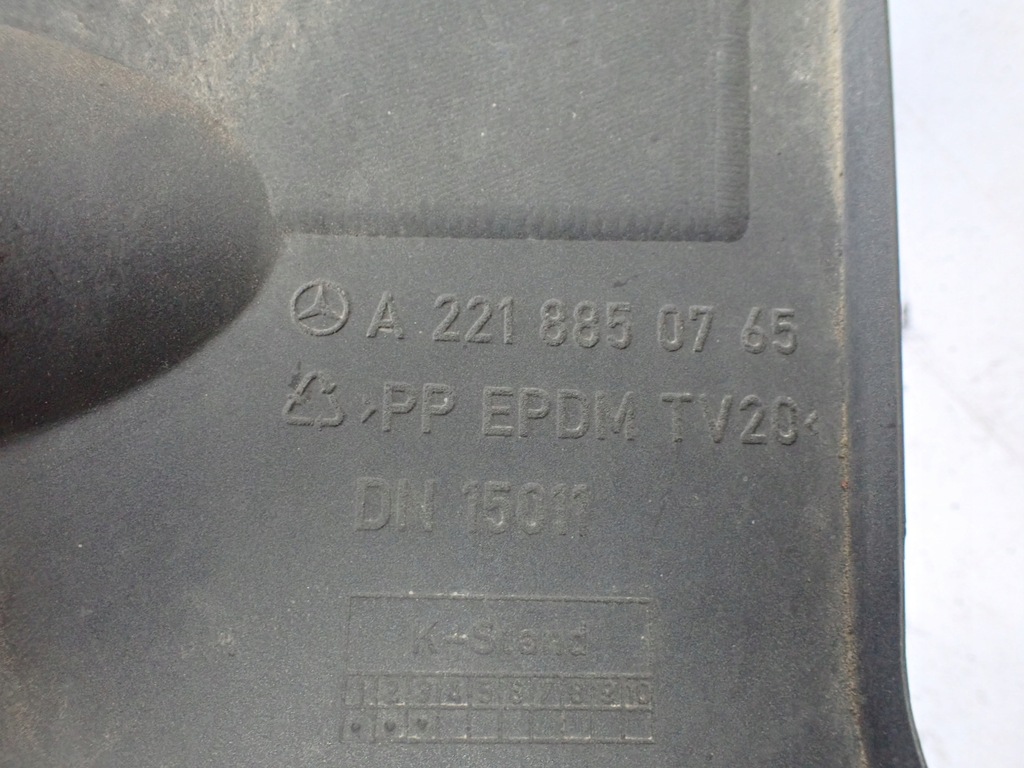 A 221 885 07 65
>PP EPDM TV20<
DN 15011
K-Stand
1 2 3 4 5 6 7 8 9 10